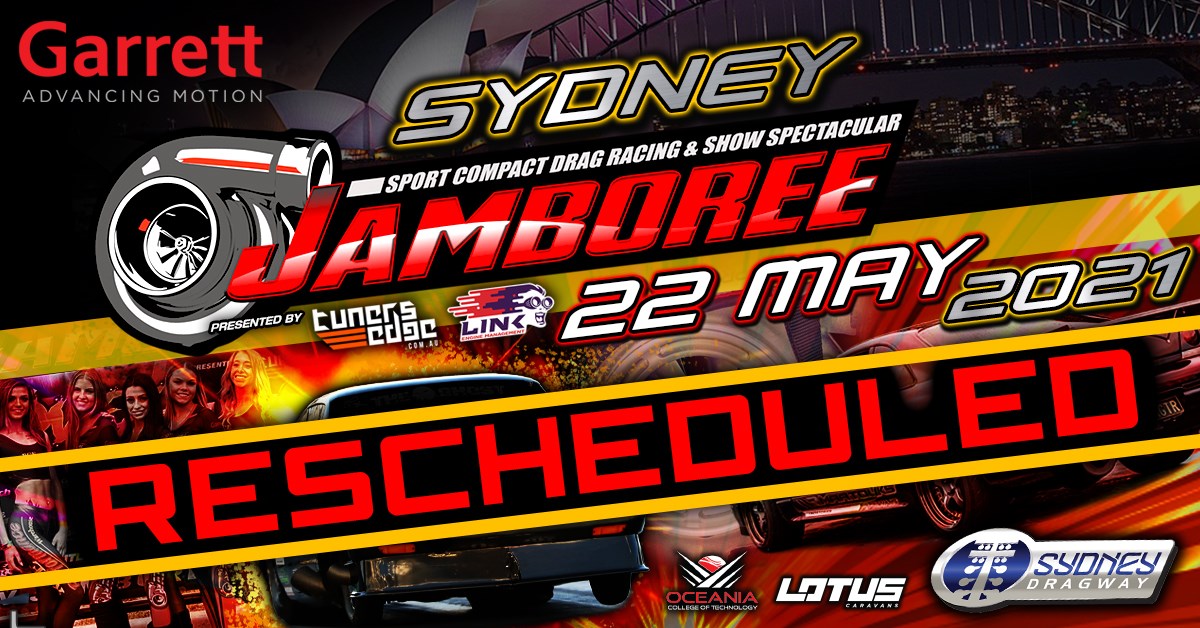 Garrett
ADVANCING MOTION
SYDNEY
SPORT COMPACT DRAG RACING & SHOW SPECTACULAR
JAMBOREE
PRESENTED BY
tuners edge
.COM.AU
LINK
ENGINE MANAGEMENT
22 MAY 2021
RESCHEDULED
OCEANIA
COLLEGE OF TECHNOLOGY
LOTUS
CARAVANS
SYDNEY
DRAGWAY